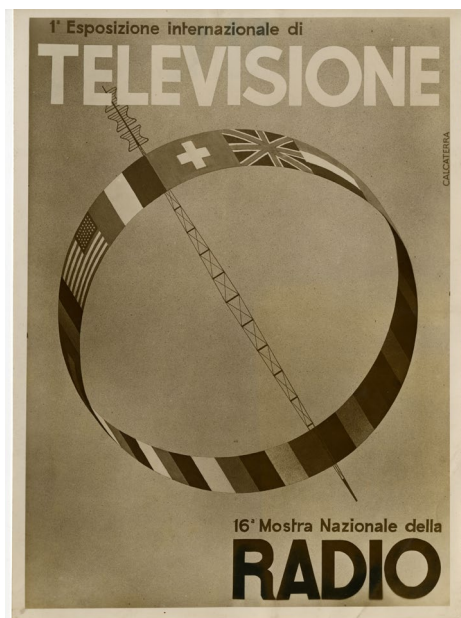 1ª Esposizione internazionale di
TELEVISIONE
CALCATERRA
16ª Mostra Nazionale della
RADIO